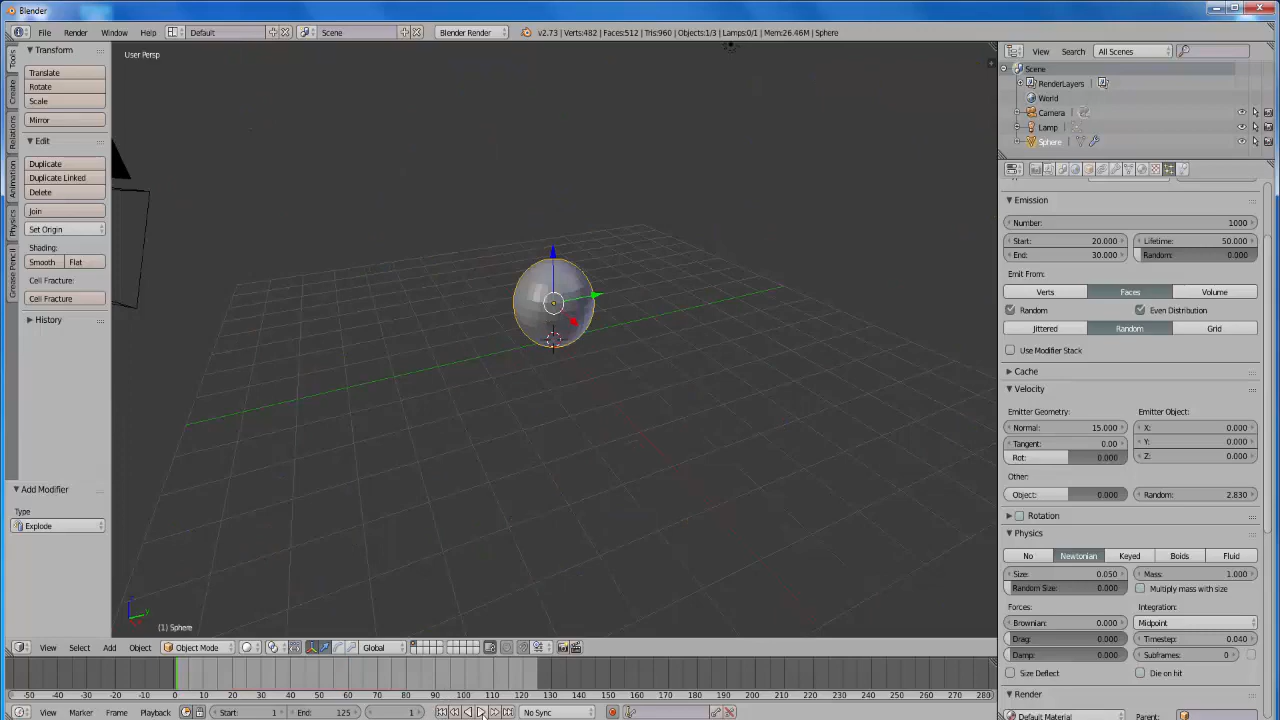 Blender
File Render Window Help Default Scene Blender Render v2.73 | Verts:482 | Faces:512 | Tris:960 | Objects:1/3 | Lamps:0/1 | Mem:26.46M | Sphere
Tools
Create
Relations
Animation
Physics
Grease Pencil
Transform
Translate
Rotate
Scale
Mirror
Edit
Duplicate
Duplicate Linked
Delete
Join
Set Origin
Shading:
Smooth Flat
Cell Fracture:
Cell Fracture
History
Add Modifier
Type
Explode
User Persp
(1) Sphere
View Search All Scenes
Scene
RenderLayers
World
Camera
Lamp
Sphere
Emission
Number: 1000
Start: 20.000 Lifetime: 50.000
End: 30.000 Random: 0.000
Emit From:
Verts Faces Volume
Random Even Distribution
Jittered Random Grid
Use Modifier Stack
Cache
Velocity
Emitter Geometry: Emitter Object:
Normal: 15.000 X: 0.000
Tangent: 0.00 Y: 0.000
Rot: 0.000 Z: 0.000
Other:
Object: 0.000 Random: 2.830
Rotation
Physics
No Newtonian Keyed Boids Fluid
Size: 0.050 Mass: 1.000
Random Size: 0.000 Multiply mass with size
Forces: Integration:
Brownian: 0.000 Midpoint
Drag: 0.000 Timestep: 0.040
Damp: 0.000 Subframes: 0
Size Deflect Die on hit
Render
Default Material Parent:
View Select Add Object Object Mode Global
-50 -40 -30 -20 -10 0 10 20 30 40 50 60 70 80 90 100 110 120 130 140 150 160 170 180 190 200 210 220 230 240 250 260 270 280
View Marker Frame Playback Start: 1 End: 125 1 No Sync